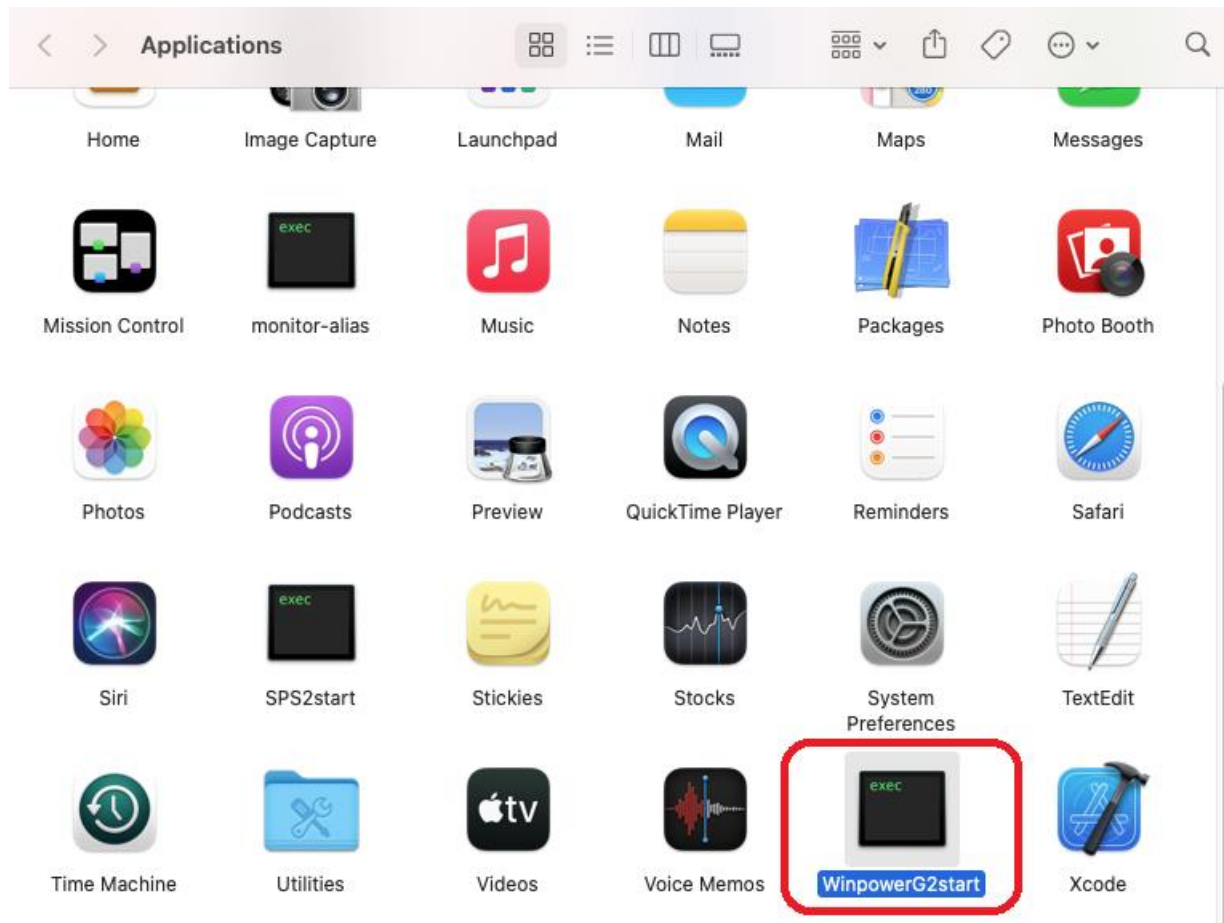 Applications
Home
Image Capture
Launchpad
Mail
Maps
Messages
280
exec
Mission Control
monitor-alias
Music
Notes
Packages
Photo Booth
Photos
Podcasts
Preview
QuickTime Player
Reminders
Safari
exec
Siri
SPS2start
Stickies
Stocks
System
Preferences
TextEdit
tv
exec
Time Machine
Utilities
Videos
Voice Memos
WinpowerG2start
Xcode